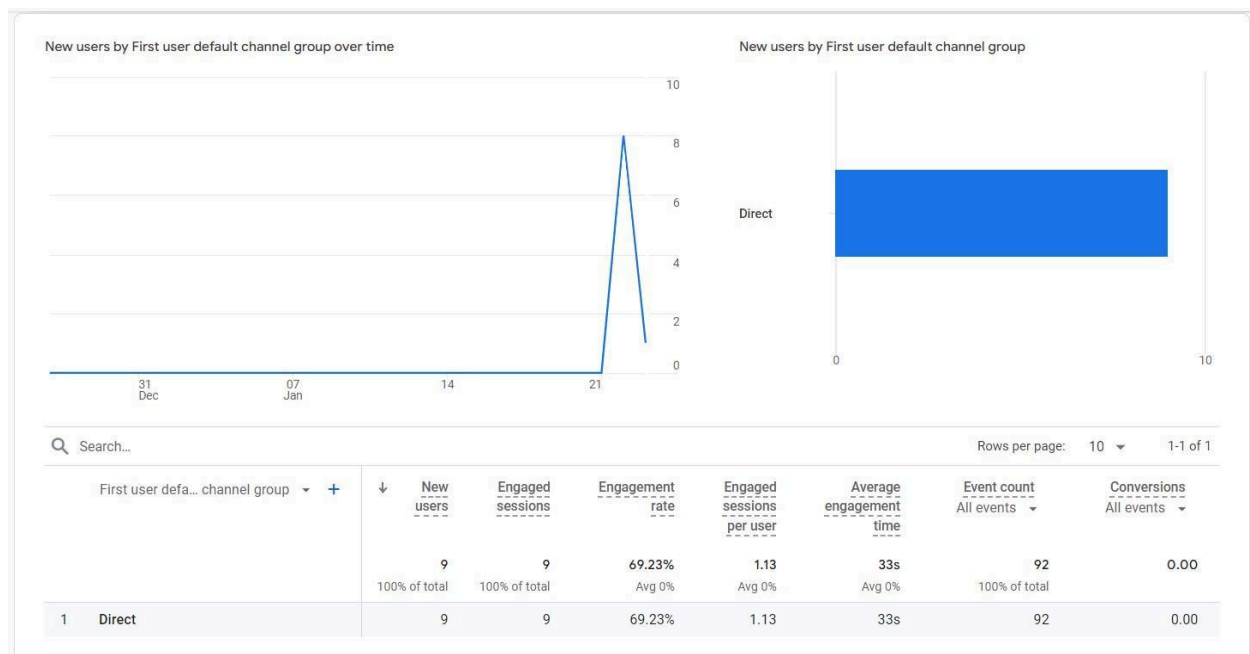 New users by First user default channel group over time
10
8
6
4
2
0
31
Dec
07
Jan
14
21
New users by First user default channel group
Direct
0
10
Search...
Rows per page: 10 1-1 of 1
First user defa... channel group +
New
users
Engaged
sessions
Engagement
rate
Engaged
sessions
per user
Average
engagement
time
Event count
All events
Conversions
All events
9 9 69.23% 1.13 33s 92 0.00
100% of total 100% of total Avg 0% Avg 0% Avg 0% 100% of total
1 Direct 9 9 69.23% 1.13 33s 92 0.00